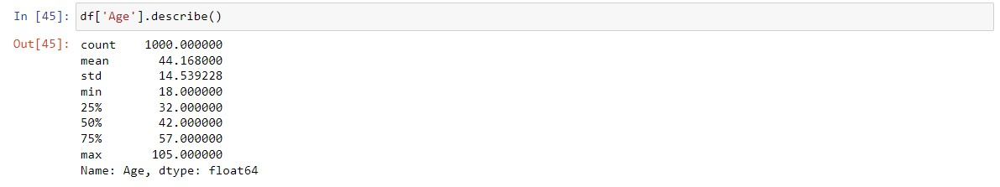 In [45]: df['Age'].describe()
Out[45]: count    1000.000000
mean       44.168000
std        14.539228
min        18.000000
25%        32.000000
50%        42.000000
75%        57.000000
max       105.000000
Name: Age, dtype: float64